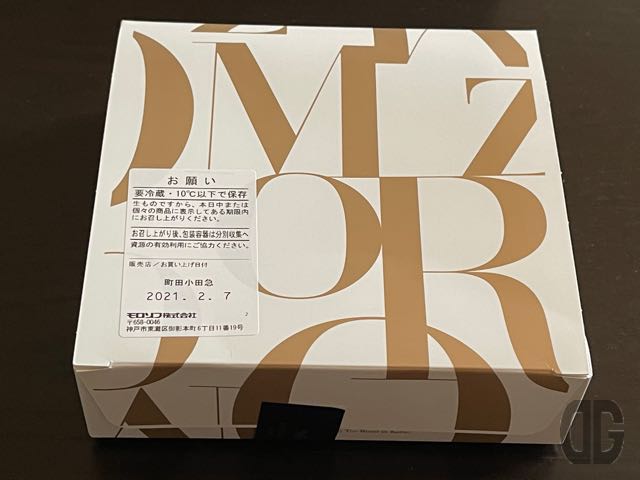 M
z
OR
お願い
要冷蔵・10℃以下で保存
生ものですから、本日中または
個々の商品に表示してある期限内
にお召し上がりください。
お召し上がり後、包装容器は分別収集へ
資源の有効利用にご協力ください。
販売店／お買い上げ日付
町田小田急
2021. 2. 7
モロゾフ株式会社
2
〒658-0046
神戸市東灘区御影本町6丁目11番19号
DG